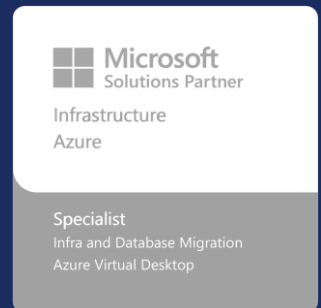 Microsoft
Solutions Partner
Infrastructure
Azure
Specialist
Infra and Database Migration
Azure Virtual Desktop